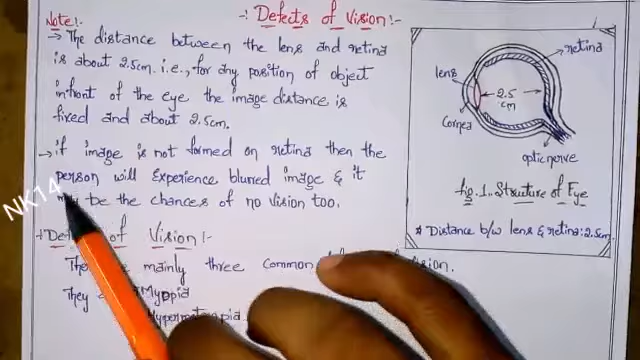 -: Defects of Vision:-
Note:-
→ The distance between the lens and retina
is about 2.5cm. i.e., for any position of object
infront of the eye the image distance is
fixed and about 2.5cm.
→ if image is not formed on retina then the
person will experience blurred image & it
be the chances of no vision too.
of Vision:-
mainly three common
They
Myopia
Hypermetropia
retina
lens
2.5
cm
Cornea
optic nerve
fig.1. Structure of Eye
* Distance b/w lens & retina: 2.5cm
NK14